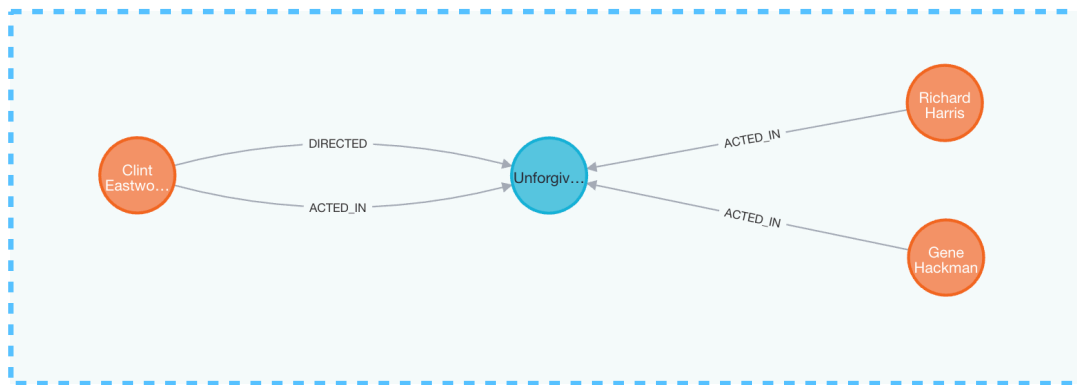 Richard
Harris
DIRECTED
ACTED_IN
Clint
Eastwo...
Unforgiv...
ACTED_IN
ACTED_IN
Gene
Hackman